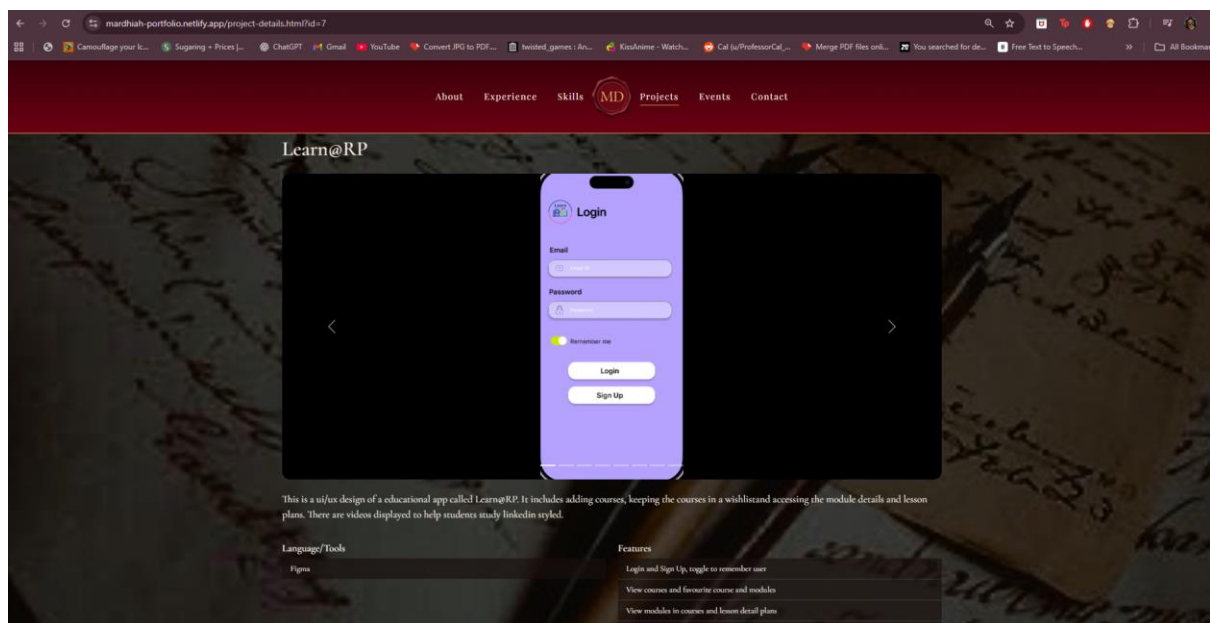 mardhiah-portfolio.netlify.app/project-details.html?id=7
Camouflage your Ic... Sugaring + Prices |... ChatGPT Gmail YouTube Convert JPG to PDF,... twisted_games : An... KissAnime - Watch... Cal (u/ProfessorCal_... Merge PDF files onli... You searched for de... Free Text to Speech... » All Bookmar
About Experience Skills MD Projects Events Contact
Learn@RP
Login
Email
Password
Remember me
Login
Sign Up
This is a ui/ux design of a educational app called Learn@RP. It includes adding courses, keeping the courses in a wishlistand accessing the module details and lesson
plans. There are videos displayed to help students study linkedin styled.
Language/Tools
Figma
Features
Login and Sign Up, toggle to remember user
View courses and favourite course and modules
View modules in courses and lesson detail plans